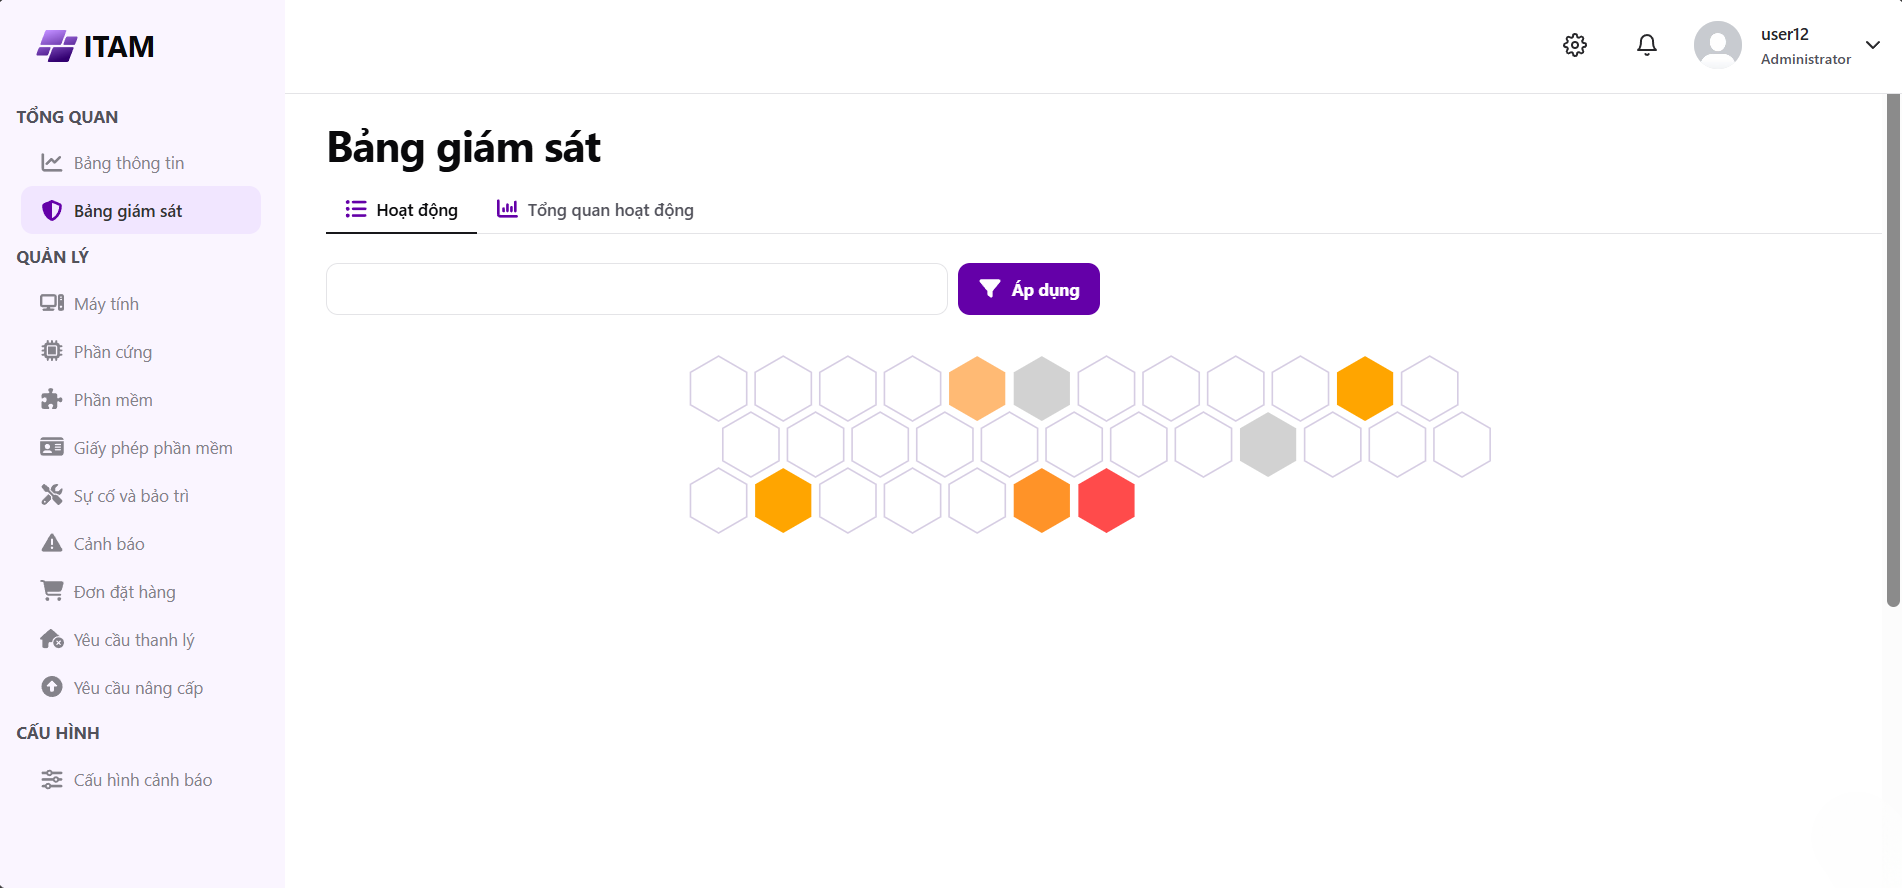 ITAM
user12
Administrator
TỔNG QUAN
Bảng thông tin
Bảng giám sát
QUẢN LÝ
Máy tính
Phần cứng
Phần mềm
Giấy phép phần mềm
Sự cố và bảo trì
Cảnh báo
Đơn đặt hàng
Yêu cầu thanh lý
Yêu cầu nâng cấp
CẤU HÌNH
Cấu hình cảnh báo
Bảng giám sát
Hoạt động
Tổng quan hoạt động
Áp dụng